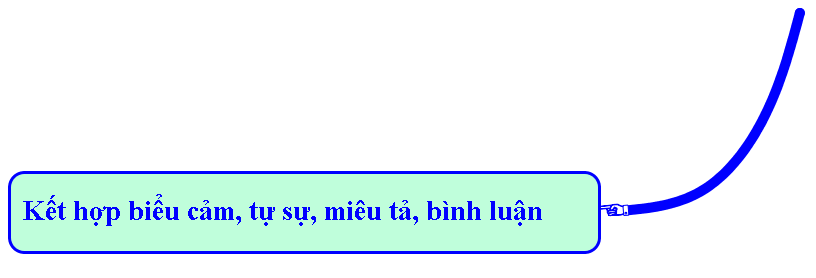 Kết hợp biểu cảm, tự sự, miêu tả, bình luận